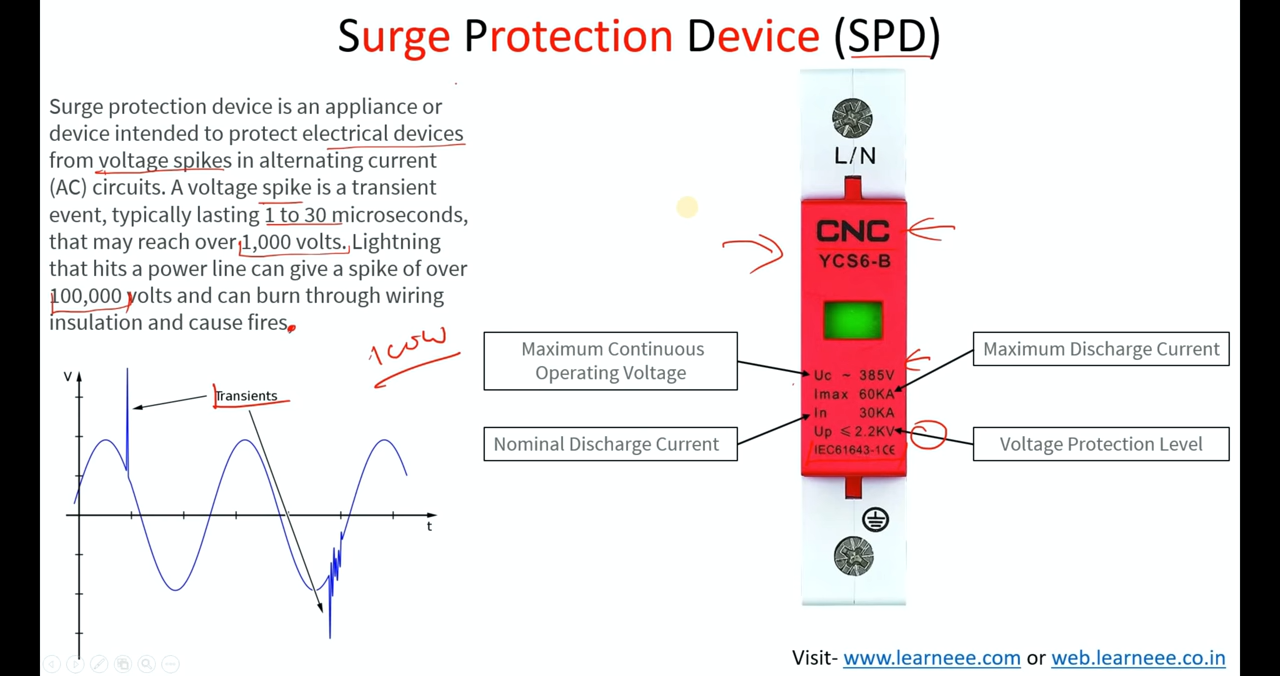 Surge Protection Device (SPD)
Surge protection device is an appliance or
device intended to protect electrical devices
from voltage spikes in alternating current
(AC) circuits. A voltage spike is a transient
event, typically lasting 1 to 30 microseconds,
that may reach over 1,000 volts. Lightning
that hits a power line can give a spike of over
100,000 volts and can burn through wiring
insulation and cause fires.
V
Transients
t
L/N
CNC
YCS6-B
Maximum Continuous
Operating Voltage
Nominal Discharge Current
Uc ~ 385V
Imax 60KA
In 30KA
Up ≤ 2.2KV
IEC61643-1 CE
Maximum Discharge Current
Voltage Protection Level
Visit- www.learneee.com or web.learneee.co.in